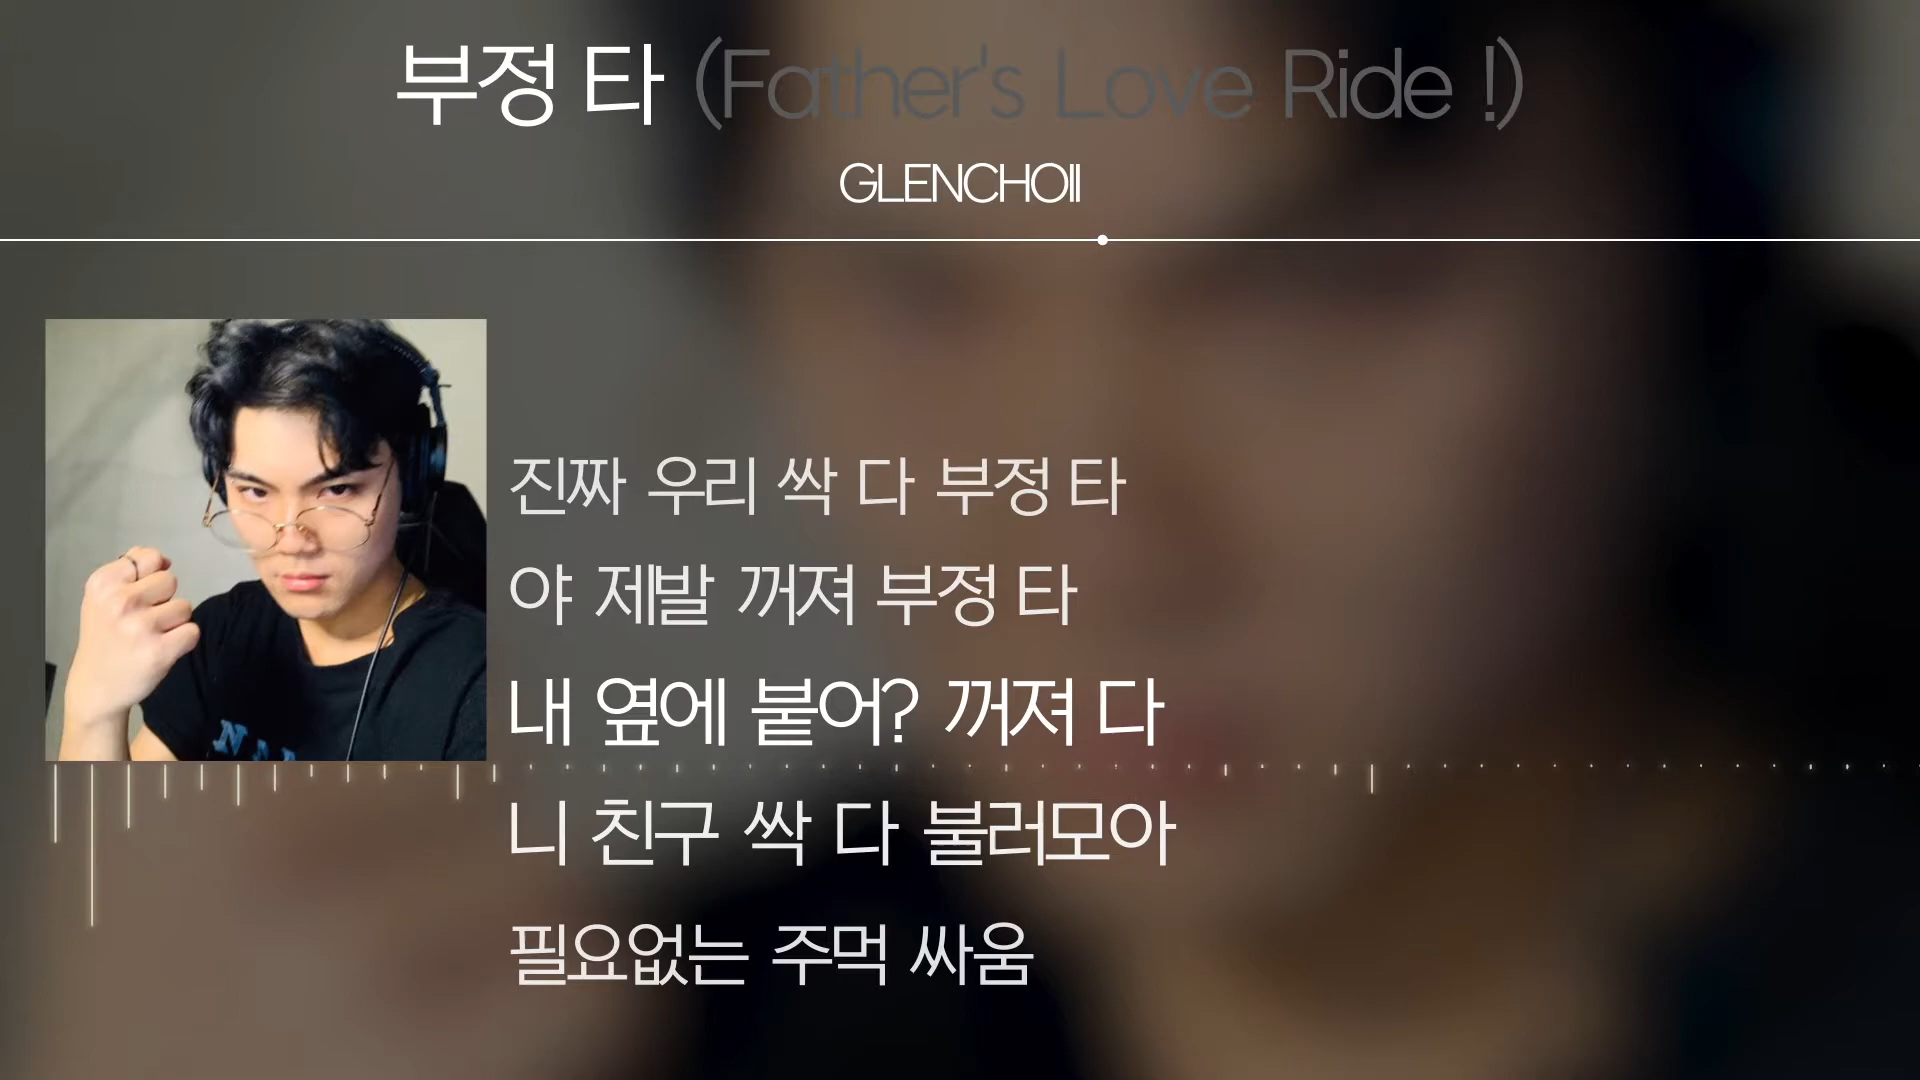 부정 타 (Father's Love Ride !)
GLENCHOII
진짜 우리 싹 다 부정 타
야 제발 꺼져 부정 타
내 옆에 붙어? 꺼져 다
니 친구 싹 다 불러모아
필요없는 주먹 싸움